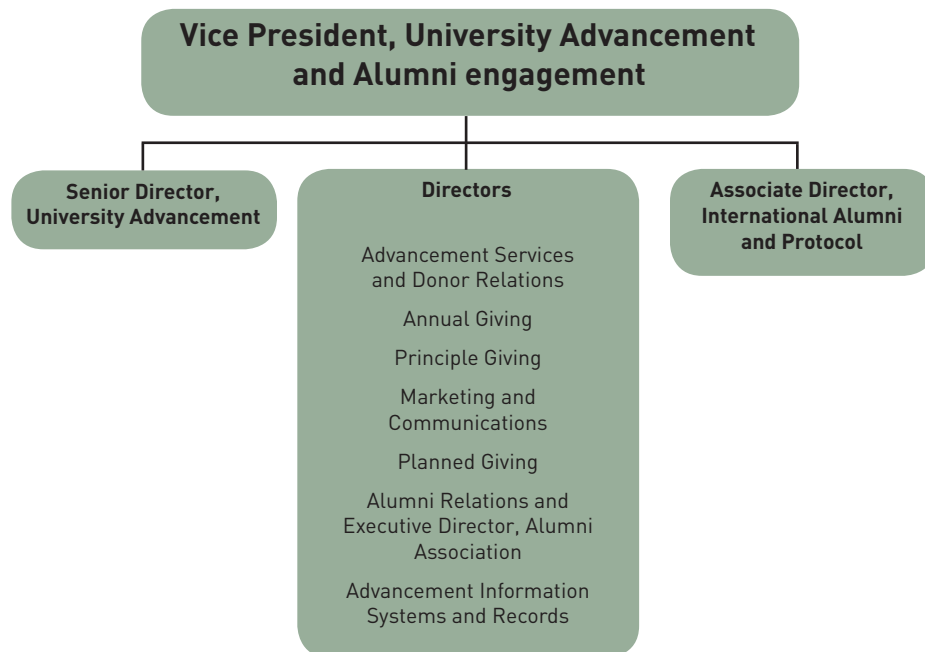 Vice President, University Advancement
and Alumni engagement
Senior Director,
University Advancement
Directors
Advancement Services
and Donor Relations
Annual Giving
Principle Giving
Marketing and
Communications
Planned Giving
Alumni Relations and
Executive Director, Alumni
Association
Advancement Information
Systems and Records
Associate Director,
International Alumni
and Protocol